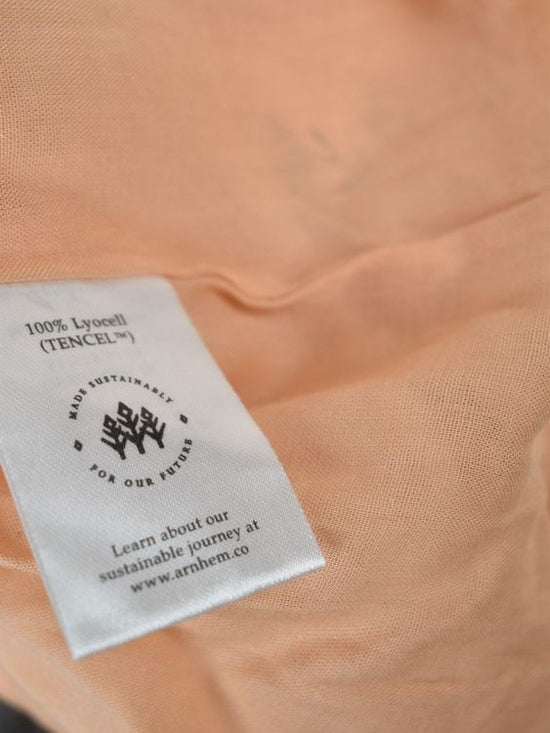 100% Lyocell
(TENCEL™)
MADE SUSTAINABLY
FOR OUR FUTURE
Learn about our
sustainable journey at
www.arnhem.co